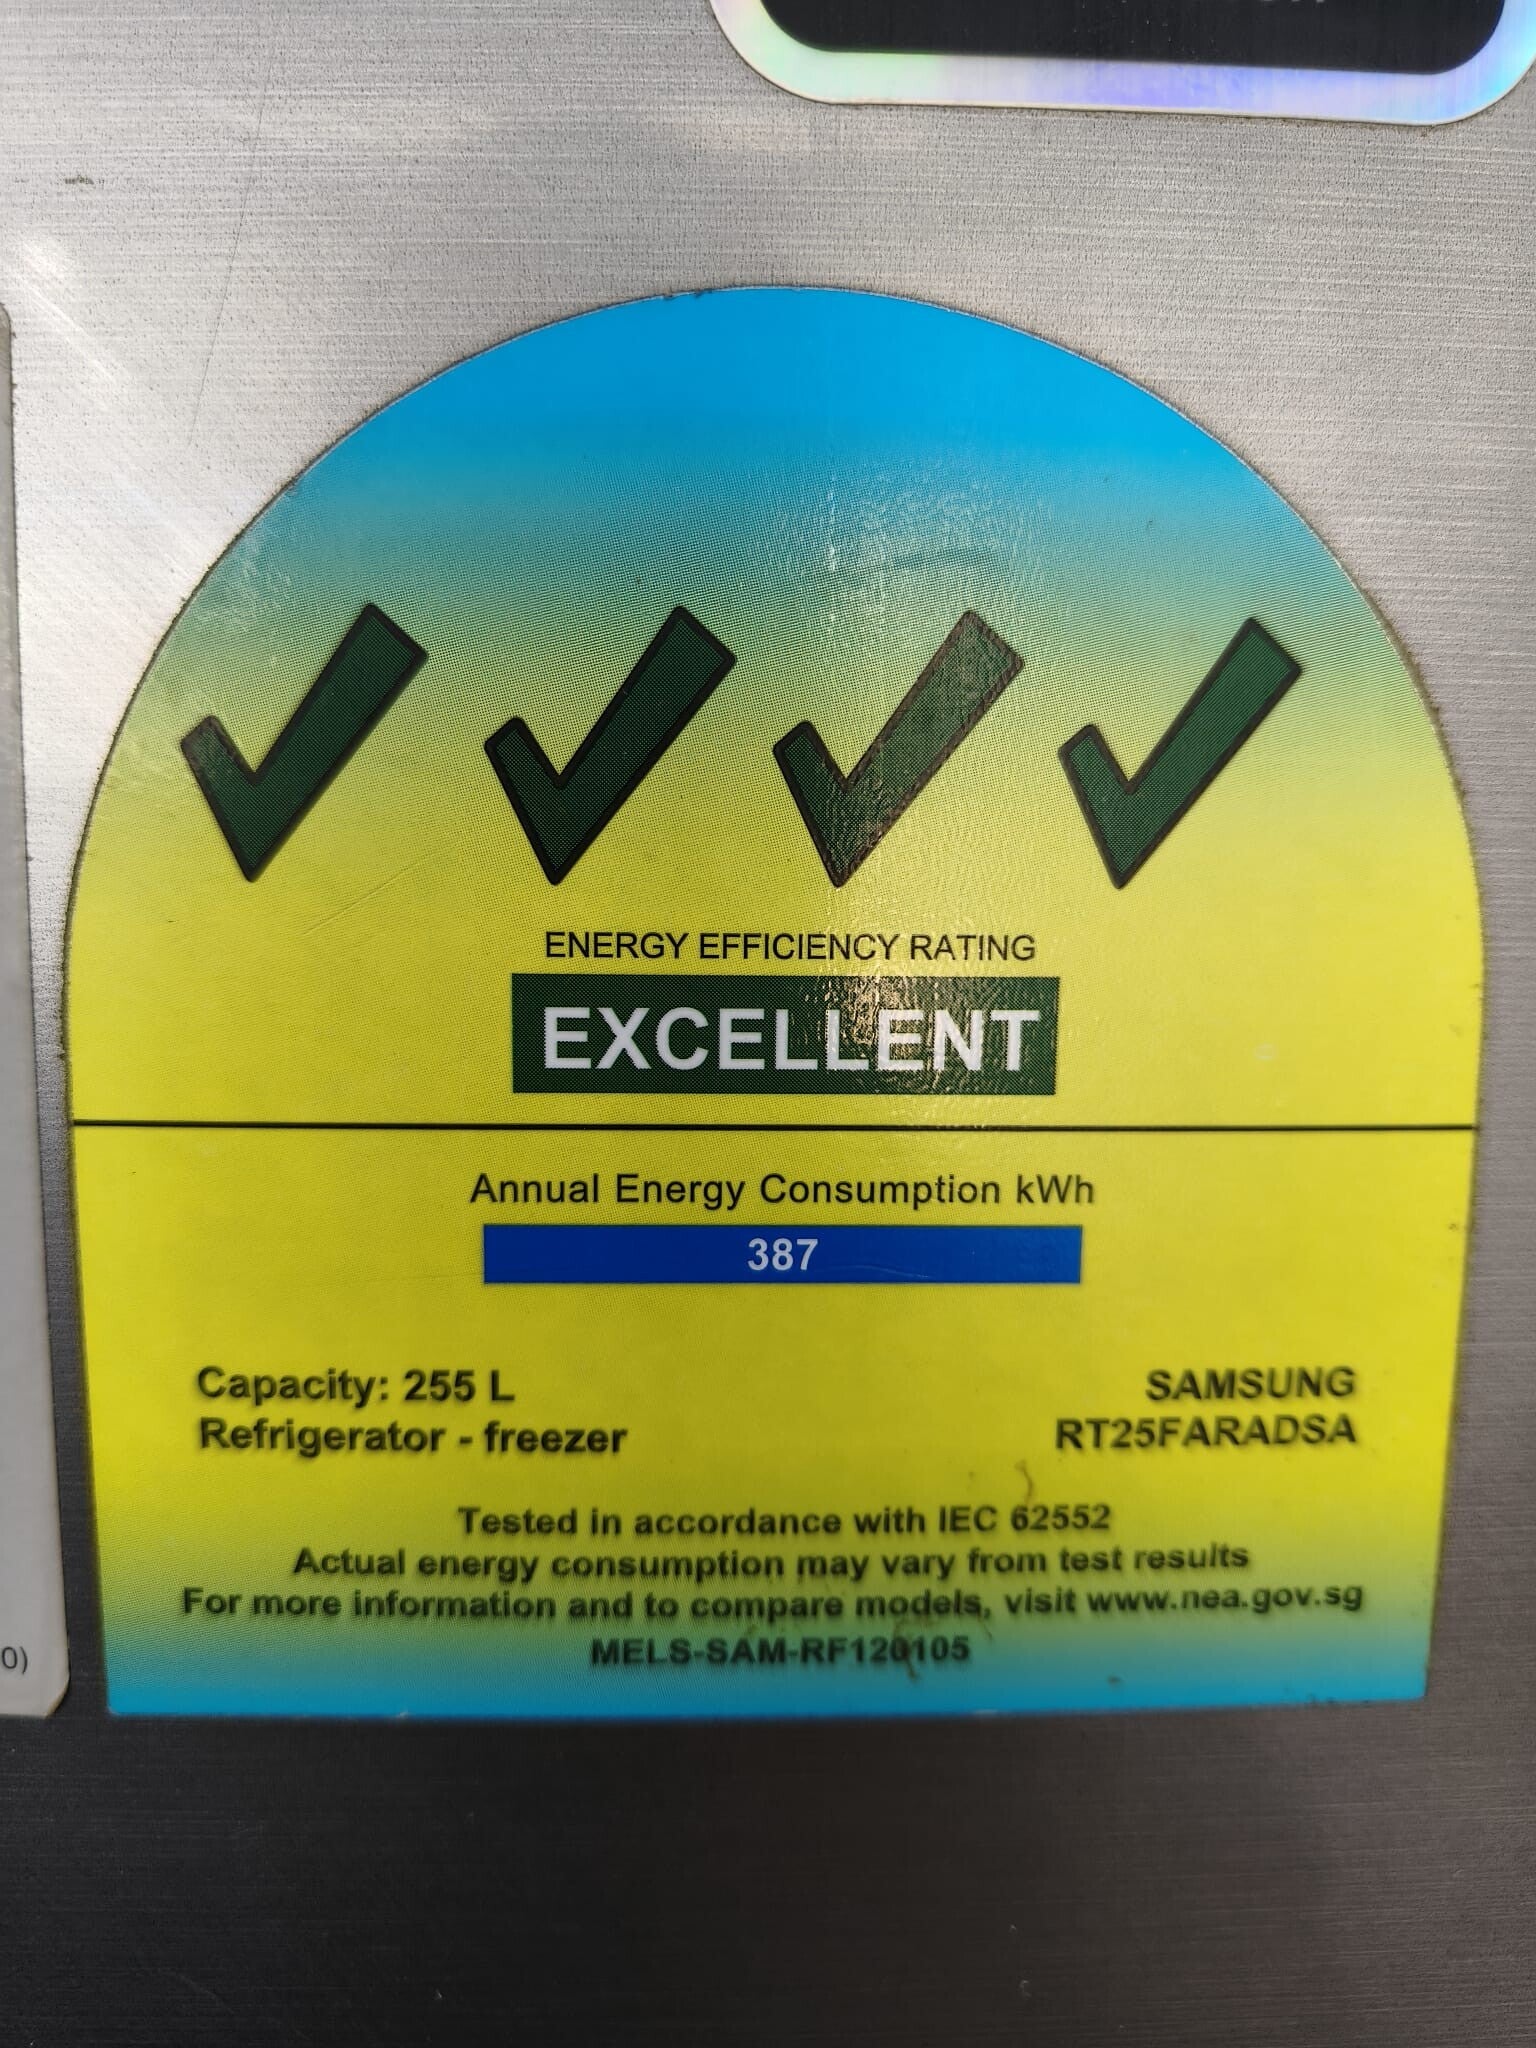 ENERGY EFFICIENCY RATING
EXCELLENT
Annual Energy Consumption kWh
387
Capacity: 255 L
Refrigerator - freezer
SAMSUNG
RT25FARADSA
Tested in accordance with IEC 62552
Actual energy consumption may vary from test results
For more information and to compare models, visit www.nea.gov.sg
MELS-SAM-RF120105
0)